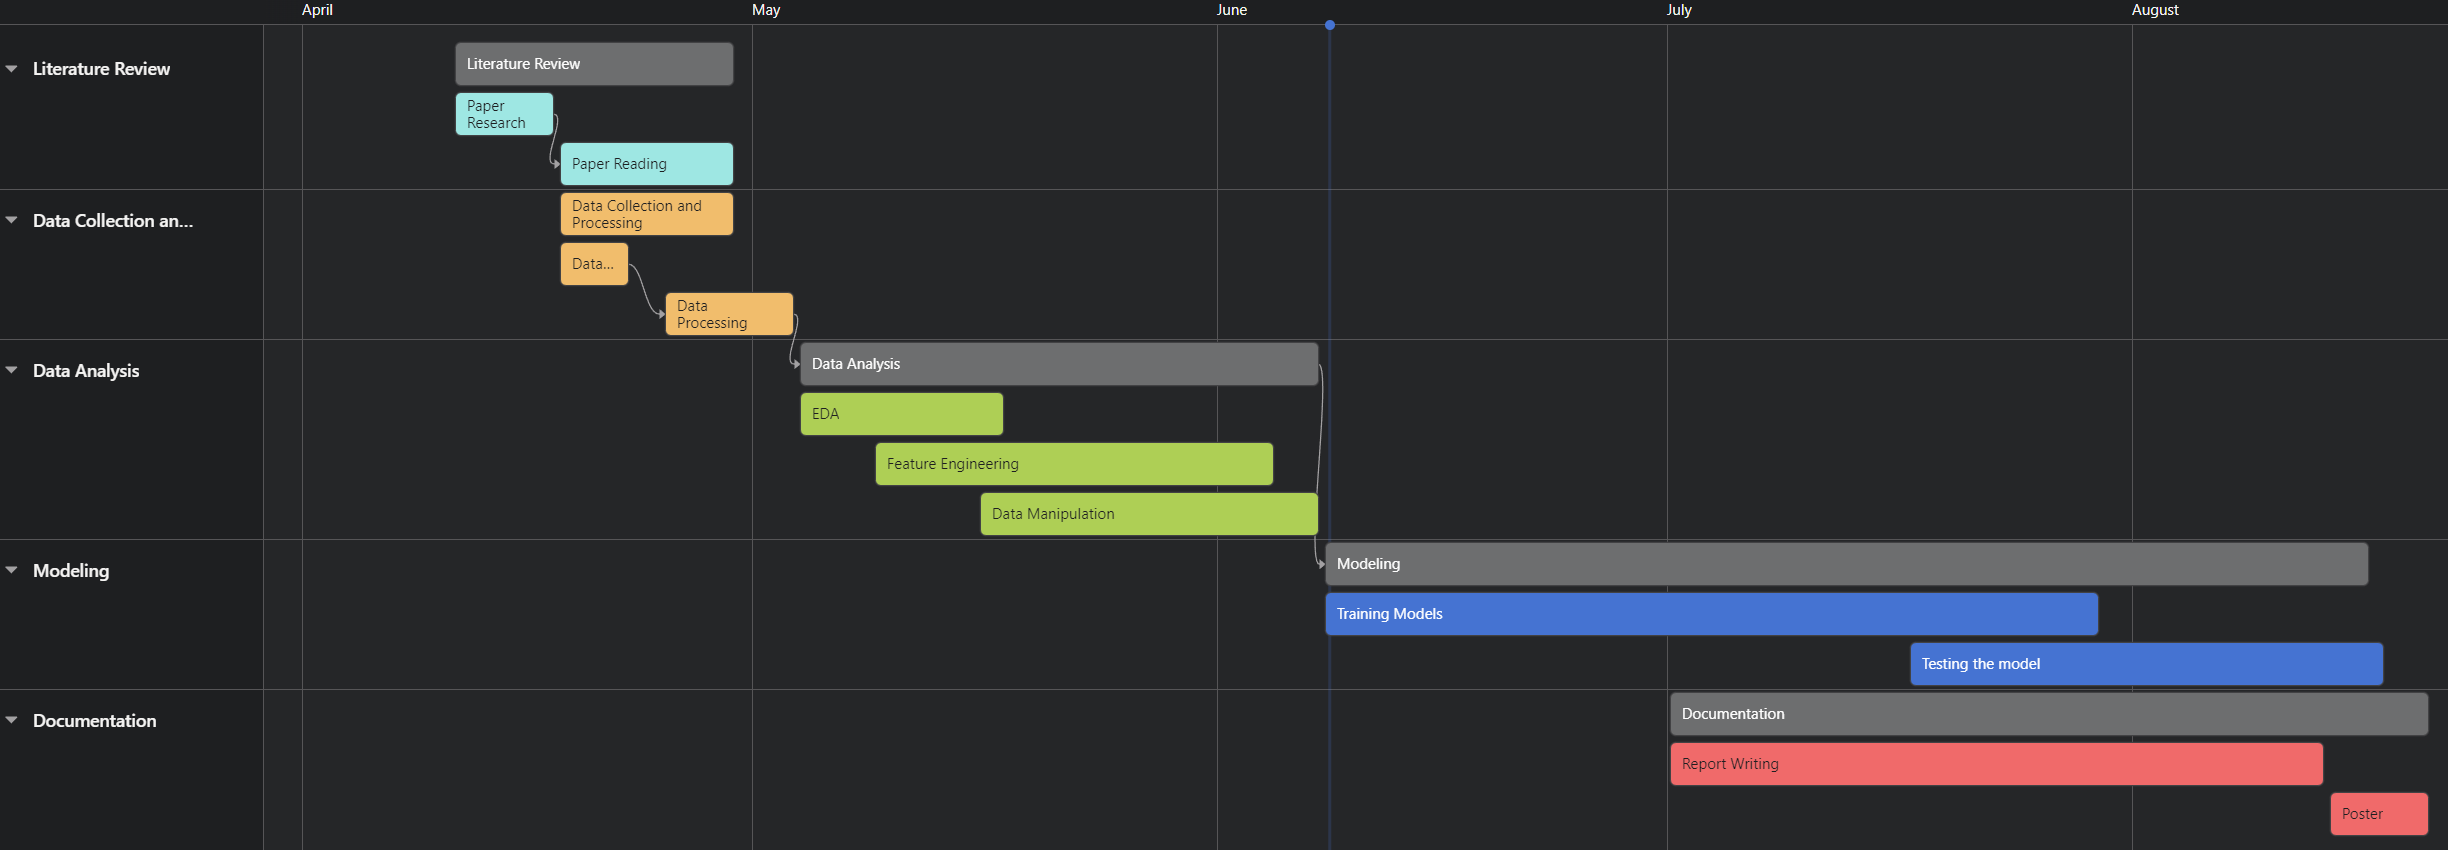 April
May
June
July
August
Literature Review
Literature Review
Paper
Research
Paper Reading
Data Collection an...
Data Collection and
Processing
Data...
Data
Processing
Data Analysis
Data Analysis
EDA
Feature Engineering
Data Manipulation
Modeling
Modeling
Training Models
Testing the model
Documentation
Documentation
Report Writing
Poster